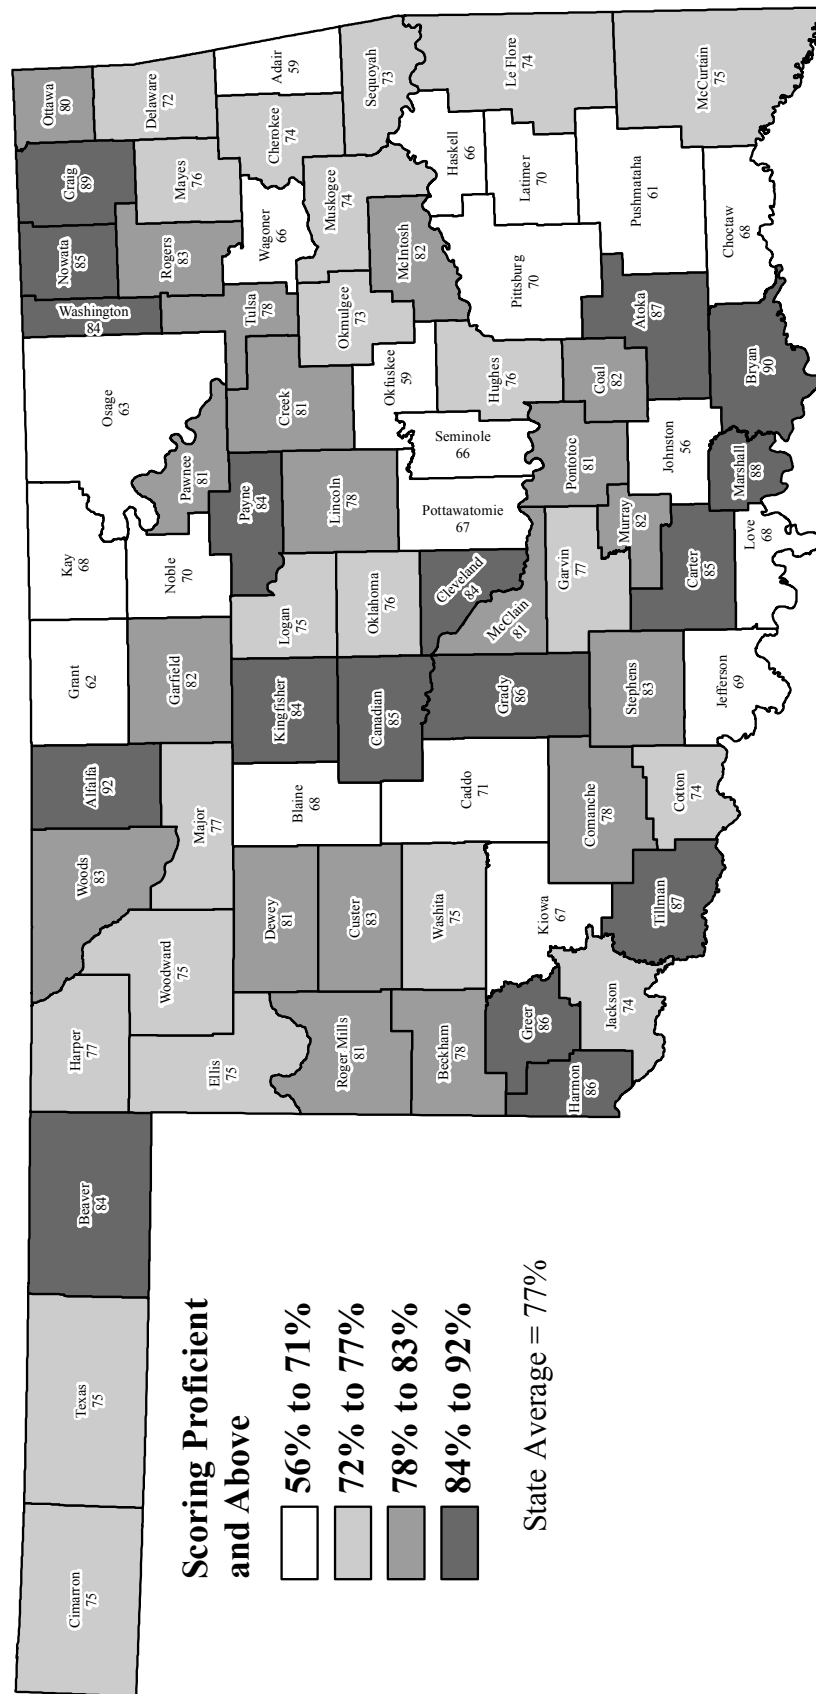 Cimarron
75
Texas
75
Beaver
84
Harper
77
Woods
83
Alfalfa
92
Grant
62
Kay
68
Osage
63
Washington
84
Nowata
85
Craig
89
Ottawa
80
Ellis
75
Woodward
75
Major
77
Garfield
82
Noble
70
Pawnee
81
Rogers
83
Mayes
76
Delaware
72
Roger Mills
81
Dewey
81
Blaine
68
Kingfisher
84
Logan
75
Payne
84
Creek
81
Tulsa
78
Wagoner
66
Cherokee
74
Adair
59
Beckham
78
Custer
83
Canadian
85
Oklahoma
76
Lincoln
78
Okfuskee
59
Okmulgee
73
Muskogee
74
Sequoyah
73
Washita
75
Caddo
71
Grady
86
Cleveland
84
McClain
81
Pottawatomie
67
Seminole
66
Hughes
76
McIntosh
82
Haskell
66
Le Flore
74
Harmon
86
Greer
86
Kiowa
67
Comanche
78
Garvin
77
Pontotoc
81
Coal
82
Pittsburg
70
Latimer
70
Jackson
74
Tillman
87
Cotton
74
Stephens
83
Murray
82
Johnston
56
Atoka
87
Pushmataha
61
McCurtain
75
Jefferson
69
Carter
85
Love
68
Marshall
88
Bryan
90
Choctaw
68
Scoring Proficient
and Above
56% to 71%
72% to 77%
78% to 83%
84% to 92%
State Average = 77%